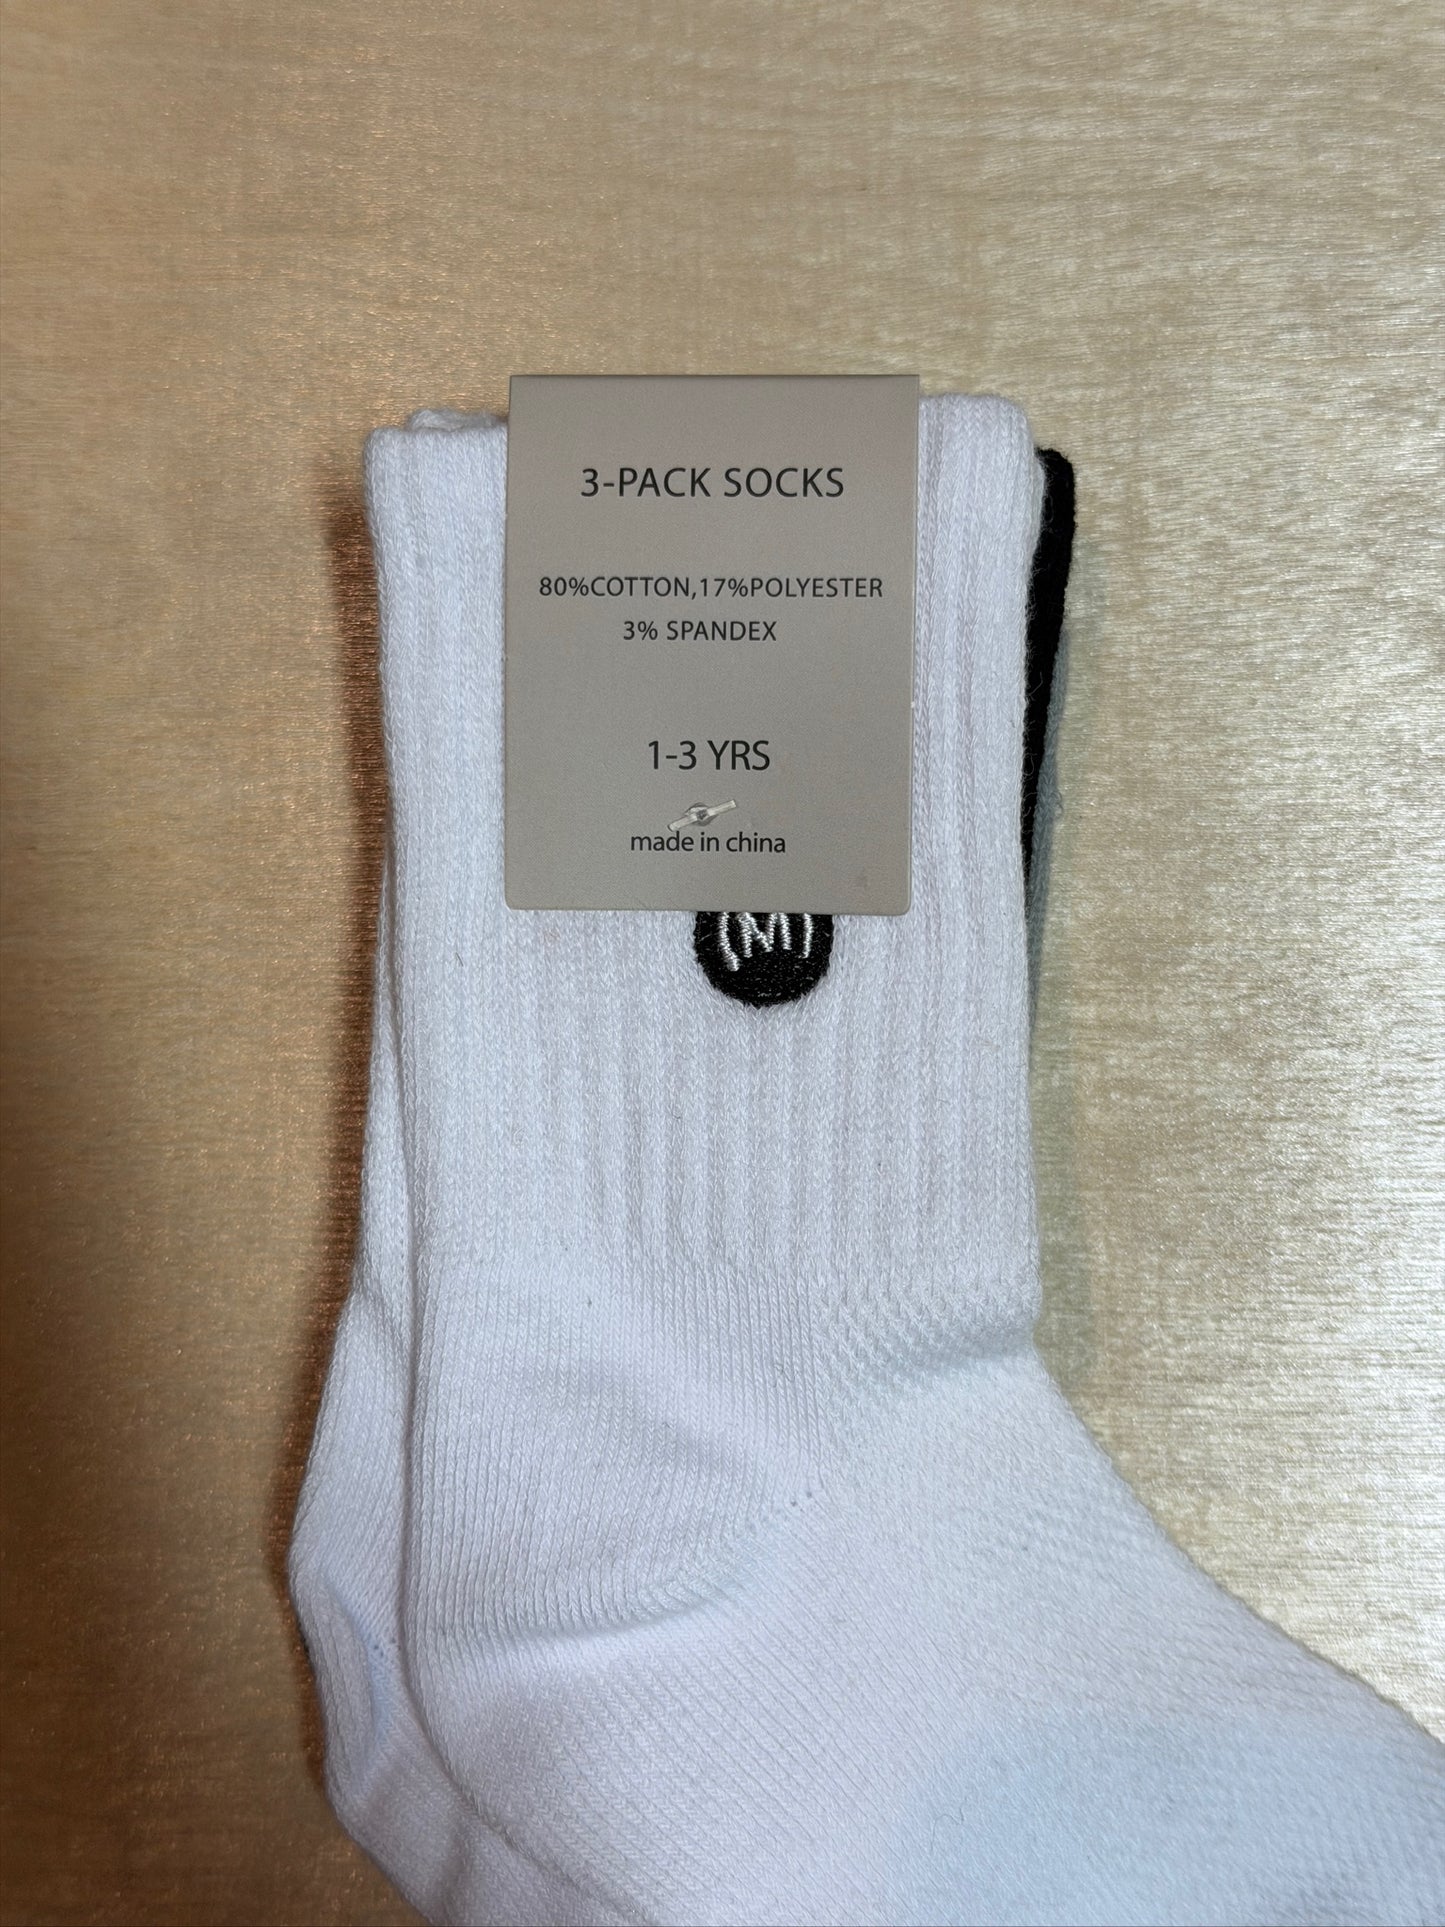 3-PACK SOCKS
80%COTTON,17%POLYESTER
3% SPANDEX
1-3 YRS
made in china
(M)